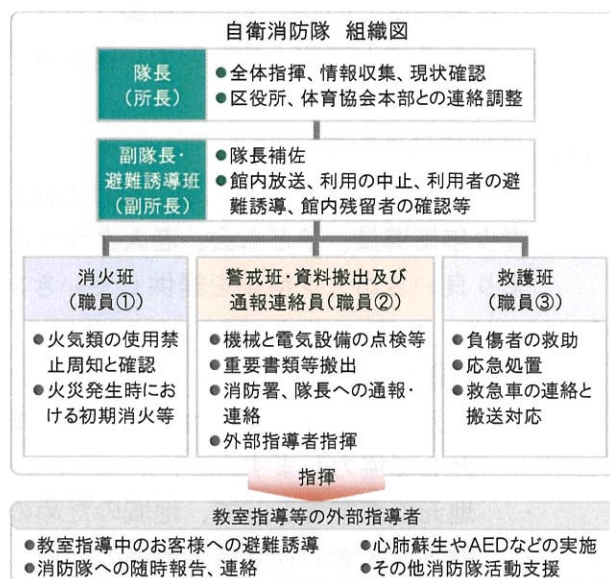 自衛消防隊 組織図
隊長
(所長)
●全体指揮、情報収集、現状確認
●区役所、体育協会本部との連絡調整
副隊長・
避難誘導班
(副所長)
●隊長補佐
●館内放送、利用の中止、利用者の避
難誘導、館内残留者の確認等
消火班
(職員①)
●火気類の使用禁
止周知と確認
●火災発生時にお
ける初期消火等
警戒班・資料搬出及び
通報連絡員(職員②)
●機械と電気設備の点検等
●重要書類等搬出
●消防署、隊長への通報・
連絡
●外部指導者指揮
救護班
(職員③)
●負傷者の救助
●応急処置
●救急車の連絡と
搬送対応
指揮
教室指導等の外部指導者
●教室指導中のお客様への避難誘導
●消防隊への随時報告、連絡
●心肺蘇生やAEDなどの実施
●その他消防隊活動支援